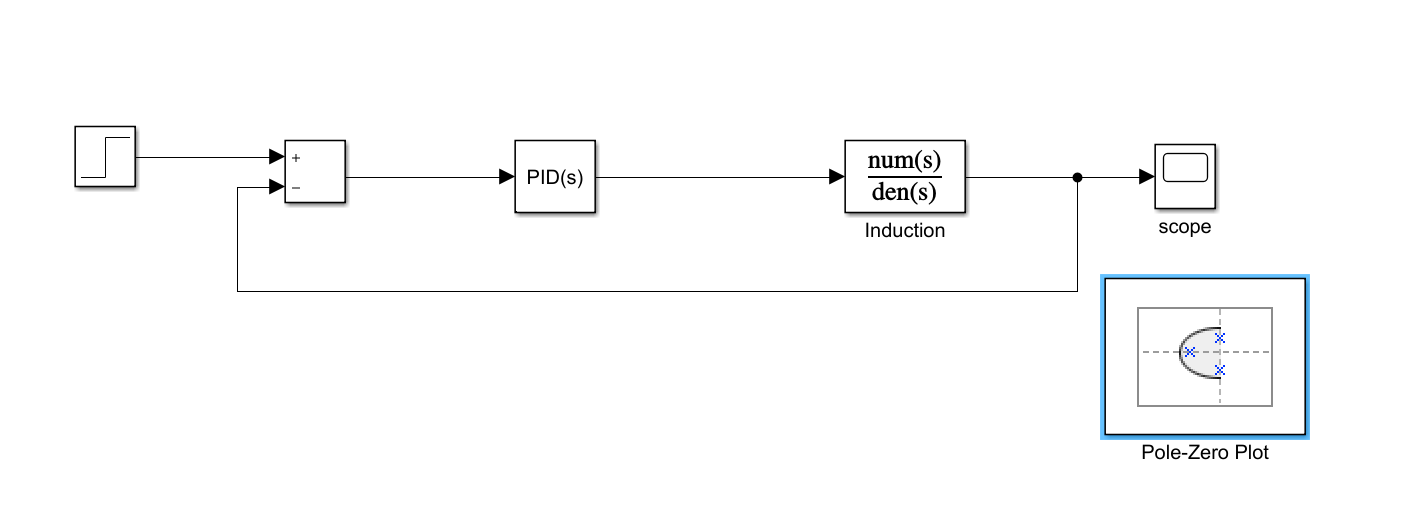 +
−
PID(s)
num(s)
den(s)
Induction
scope
Pole-Zero Plot